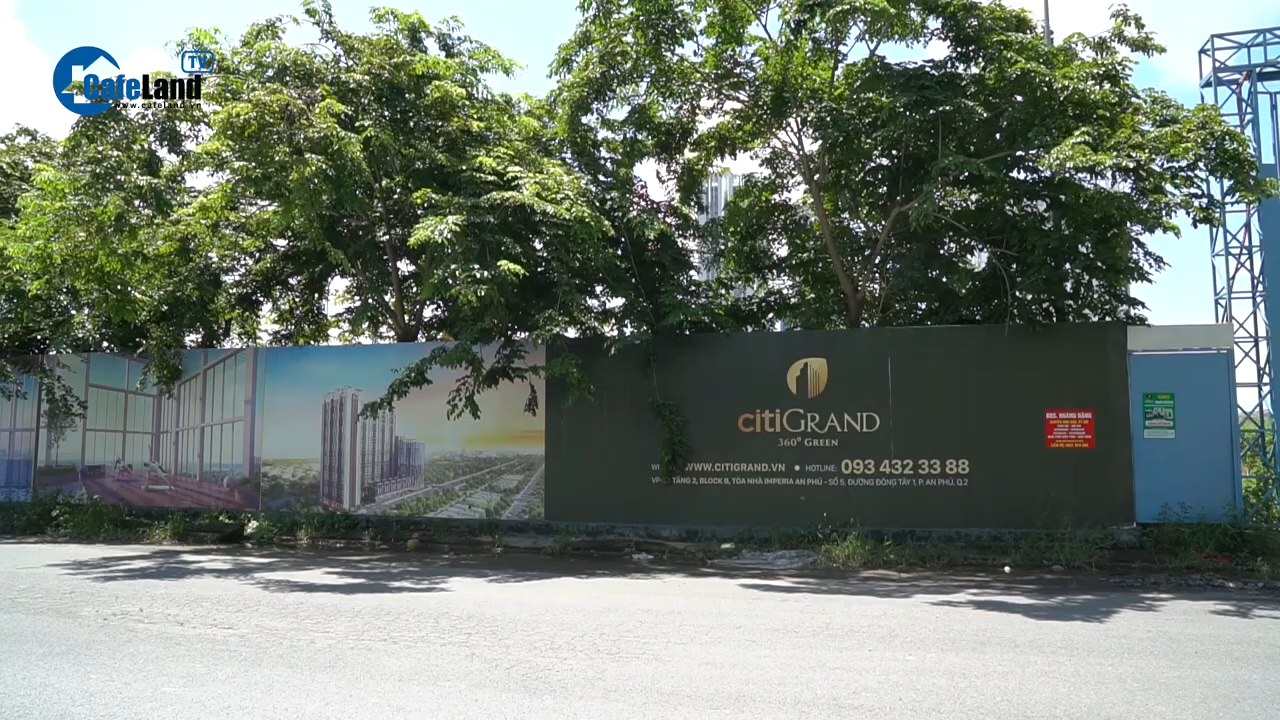 TV
CafeLand
www.cafeland.vn
citiGRAND
360° GREEN
WWW.CITIGRAND.VN • HOTLINE: 093 432 33 88
TẦNG 2, BLOCK B, TÒA NHÀ IMPERIA AN PHÚ - SỐ 5, ĐƯỜNG ĐÔNG TÂY 1, P. AN PHÚ, Q.2
BĐS. HOÀNG ĐĂNG